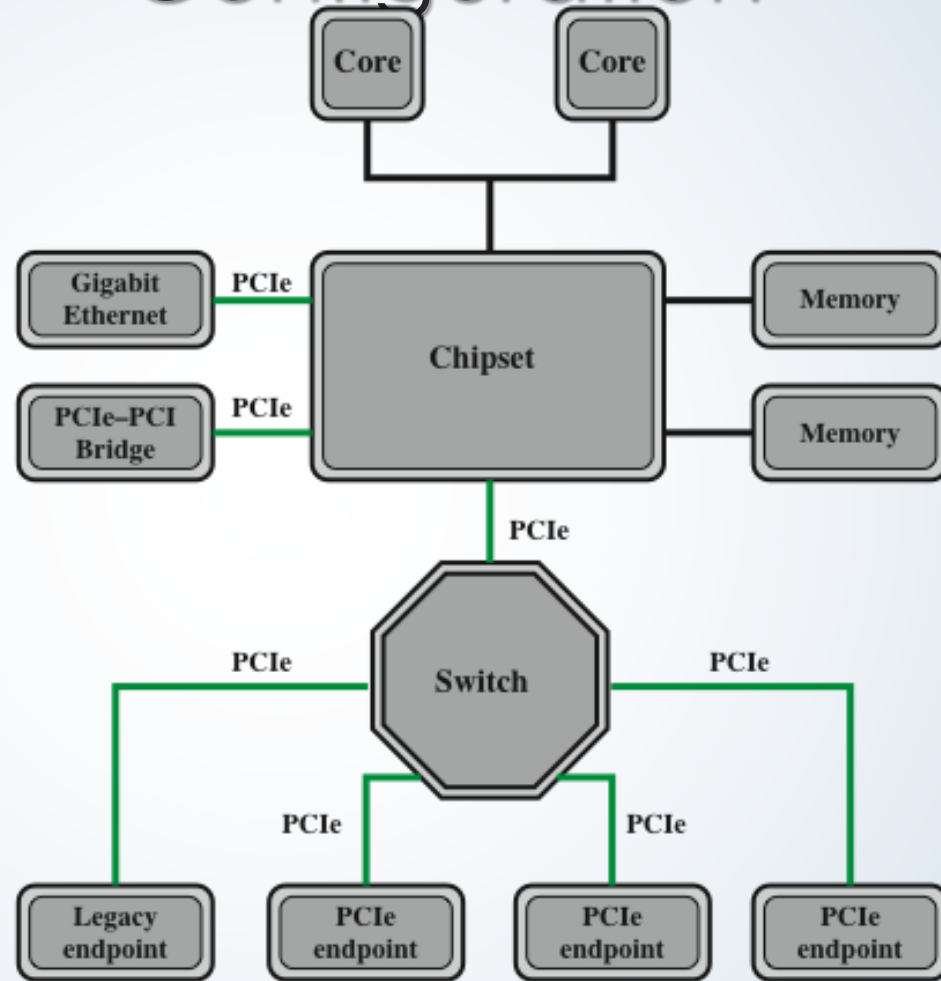 Configuration
Core
Core
Gigabit
Ethernet
PCIe
Memory
Chipset
PCIe–PCI
Bridge
PCIe
Memory
PCIe
PCIe
Switch
PCIe
PCIe
PCIe
Legacy
endpoint
PCIe
endpoint
PCIe
endpoint
PCIe
endpoint